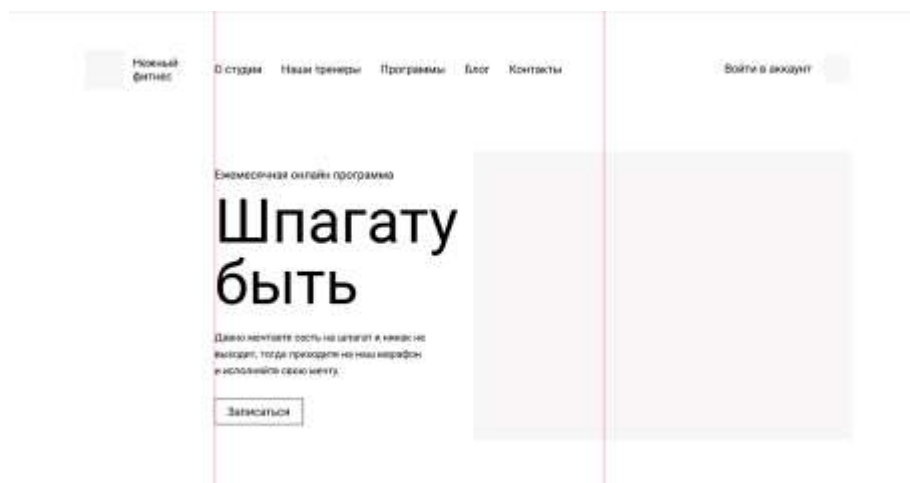 Нежный
фитнес
О студии Наши тренеры Программы Блог Контакты Войти в аккаунт
Ежемесячная онлайн программа
Шпагату
быть
Давно мечтаете сесть на шпагат и никак не
выходит, тогда приходите на наш марафон
и исполняйте свою мечту.
Записаться